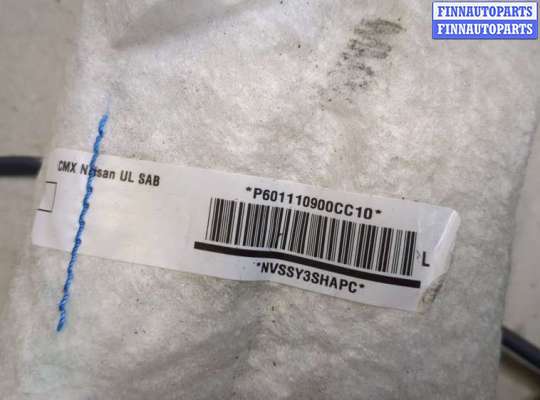 FINNAUTOPARTS
FINNAUTOPARTS
CMX Nissan UL SAB
*P601110900CC10*
L
*NVSSY3SHAPC*